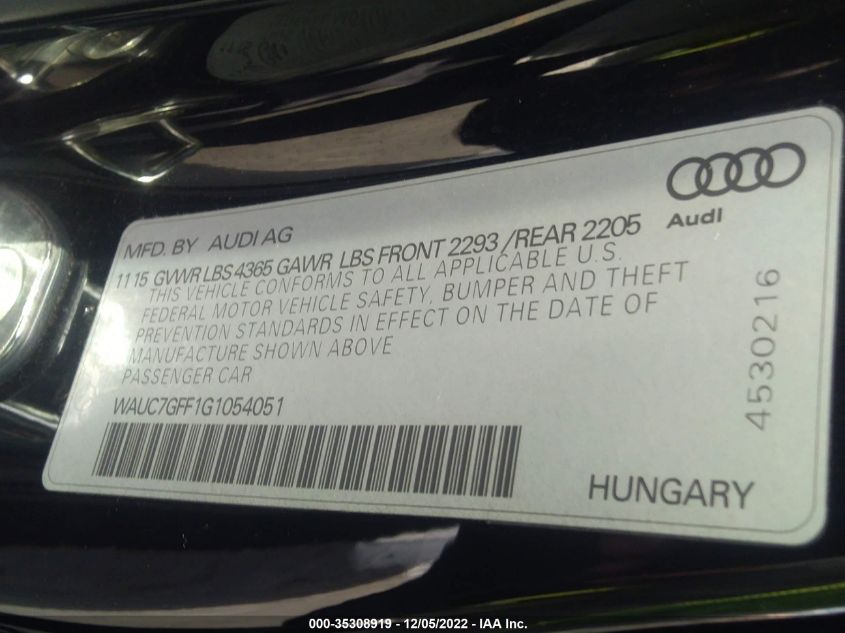 Audi
MFD. BY AUDI AG
11 15 GVWR LBS 4365 GAWR LBS FRONT 2293 /REAR 2205
THIS VEHICLE CONFORMS TO ALL APPLICABLE U.S.
FEDERAL MOTOR VEHICLE SAFETY, BUMPER AND THEFT
PREVENTION STANDARDS IN EFFECT ON THE DATE OF
MANUFACTURE SHOWN ABOVE
PASSENGER CAR
WAUC7GFF1G1054051
4530216
HUNGARY
000-35308919 - 12/05/2022 - IAA Inc.